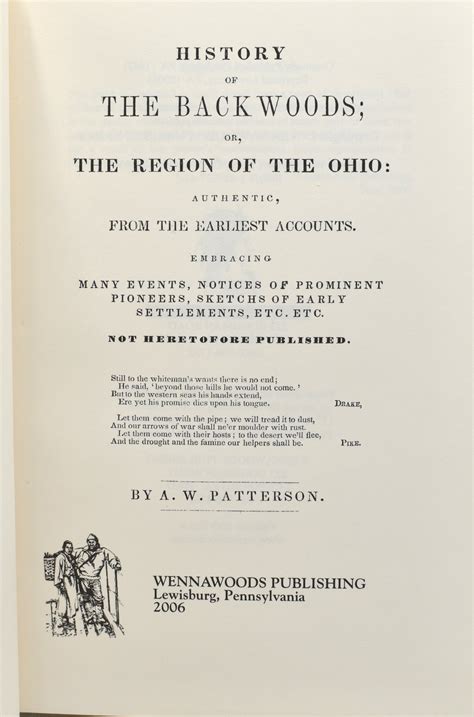 HISTORY
OF
THE BACKWOODS;
OR,
THE REGION OF THE OHIO:
AUTHENTIC,
FROM THE EARLIEST ACCOUNTS.
EMBRACING
MANY EVENTS, NOTICES OF PROMINENT
PIONEERS, SKETCHS OF EARLY
SETTLEMENTS, ETC. ETC.
NOT HERETOFORE PUBLISHED.
Still to the whiteman's wants there is no end;
He said, 'beyond those hills he would not come.'
But to the western seas his hands extend,
Ere yet his promise dies upon his tongue. DRAKE,
Let them come with the pipe; we will tread it to dust,
And our arrows of war shall ne'er moulder with rust.
Let them come with their hosts; to the desert we'll flee,
And the drought and the famine our helpers shall be. PIKE.
BY A. W. PATTERSON.
WENNAWOODS PUBLISHING
Lewisburg, Pennsylvania
2006